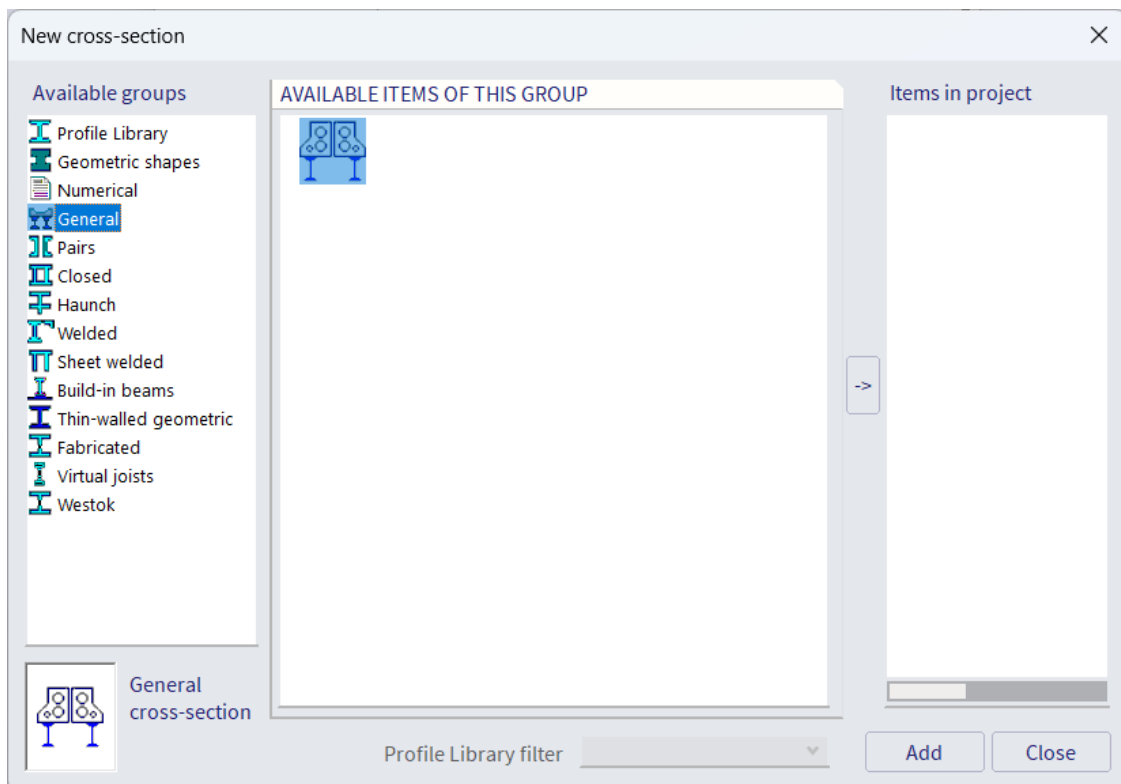 New cross-section
Available groups
Profile Library
Geometric shapes
Numerical
General
Pairs
Closed
Haunch
Welded
Sheet welded
Build-in beams
Thin-walled geometric
Fabricated
Virtual joists
Westok
General
cross-section
AVAILABLE ITEMS OF THIS GROUP
->
Items in project
Profile Library filter
Add
Close